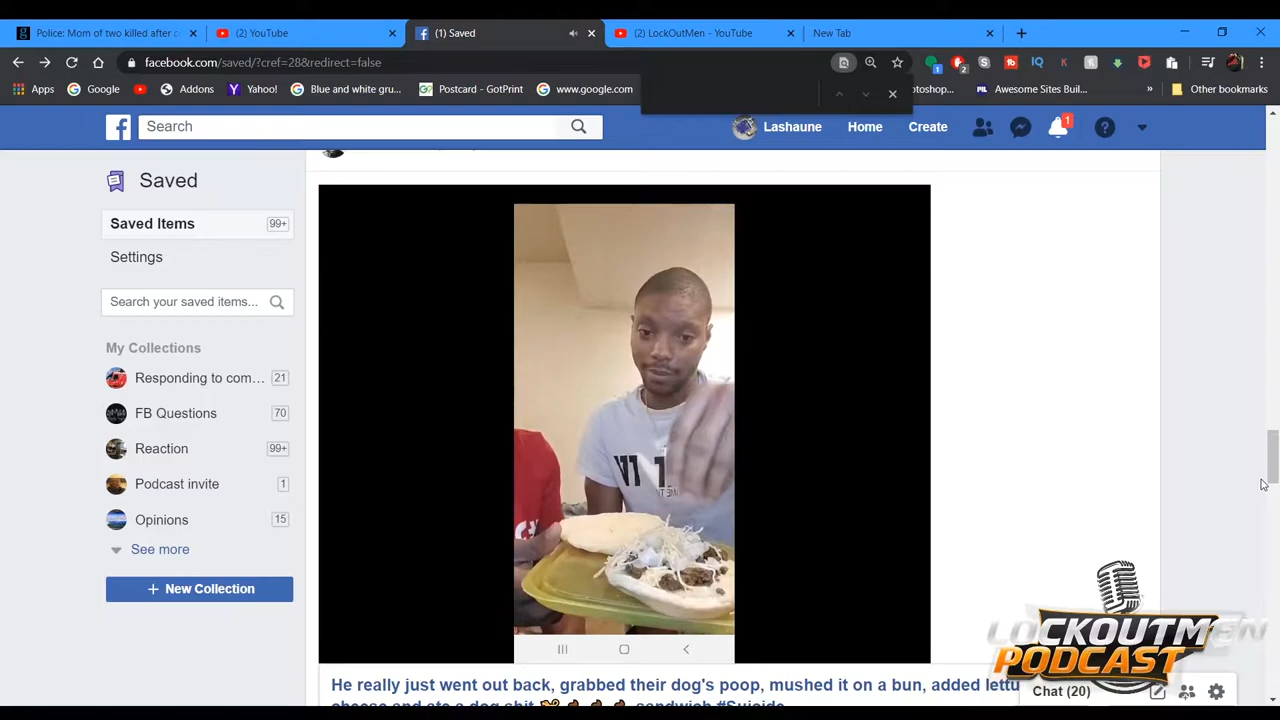 Police: Mom of two killed after
(2) YouTube
(1) Saved
(2) LockOutMen - YouTube
New Tab
facebook.com/saved/?cref=28&redirect=false
Apps
Google
Addons
Yahoo!
Blue and white gru...
Postcard - GotPrint
www.google.com
Awesome Sites Buil...
»
Other bookmarks
Search
Lashaune
Home
Create
1
Saved
Saved Items 99+
Settings
Search your saved items...
My Collections
Responding to com... 21
FB Questions 70
Reaction 99+
Podcast invite 1
Opinions 15
See more
+ New Collection
LOCKOUTMEN
PODCAST
Chat (20)
He really just went out back, grabbed their dog's poop, mushed it on a bun, added lettu